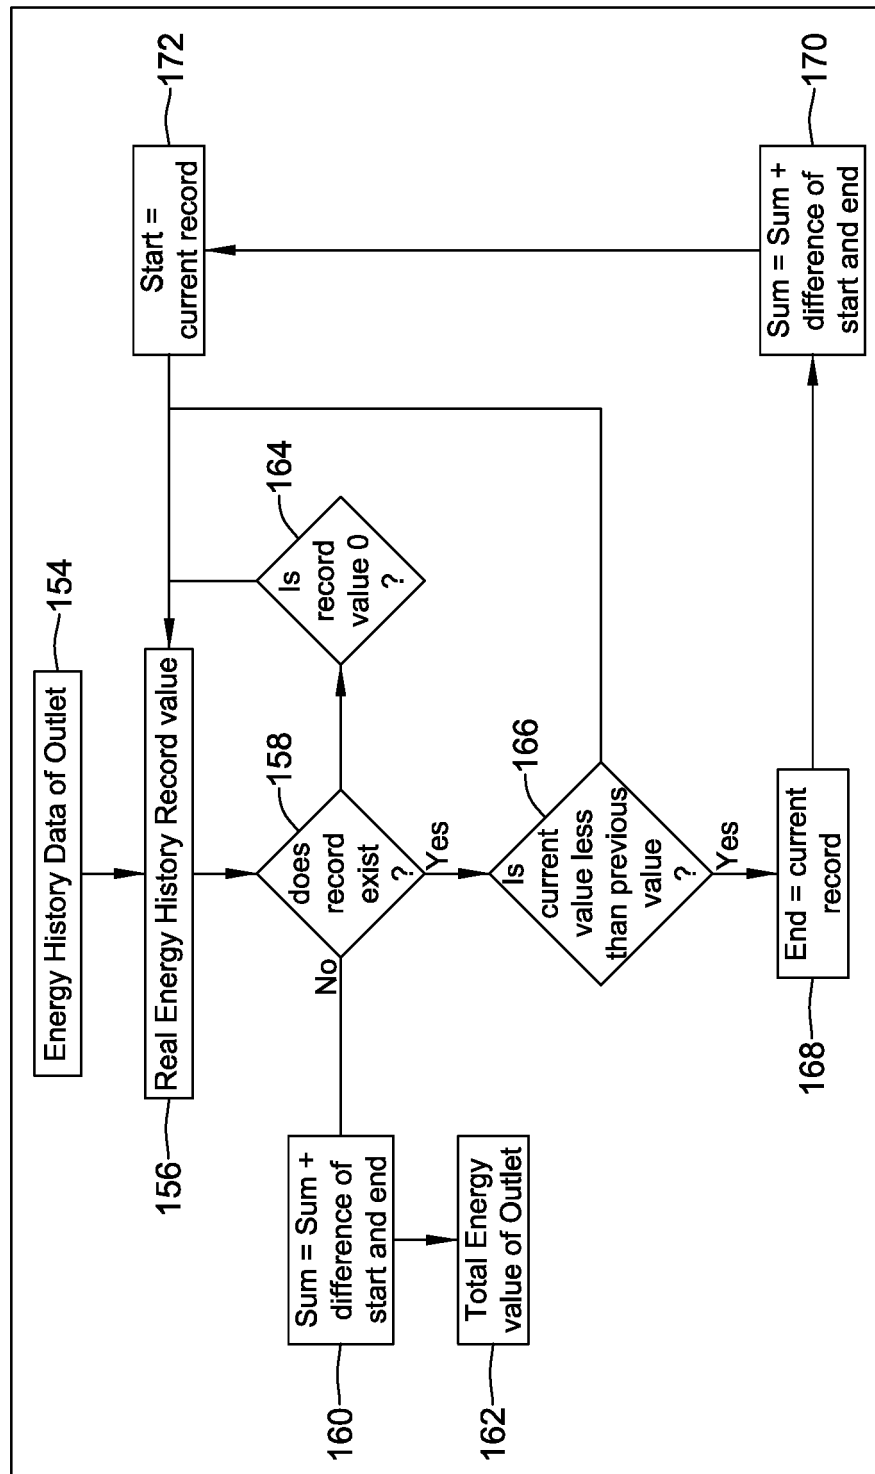 Energy History Data of Outlet
154
Real Energy History Record value
156
does
record
exist
?
158
No
Yes
Sum = Sum +
difference of
start and end
160
Total Energy
value of Outlet
162
Is
record
value 0
?
164
Is
current
value less
than previous
value
?
166
Yes
End = current
record
168
Sum = Sum +
difference of
start and end
170
Start =
current record
172